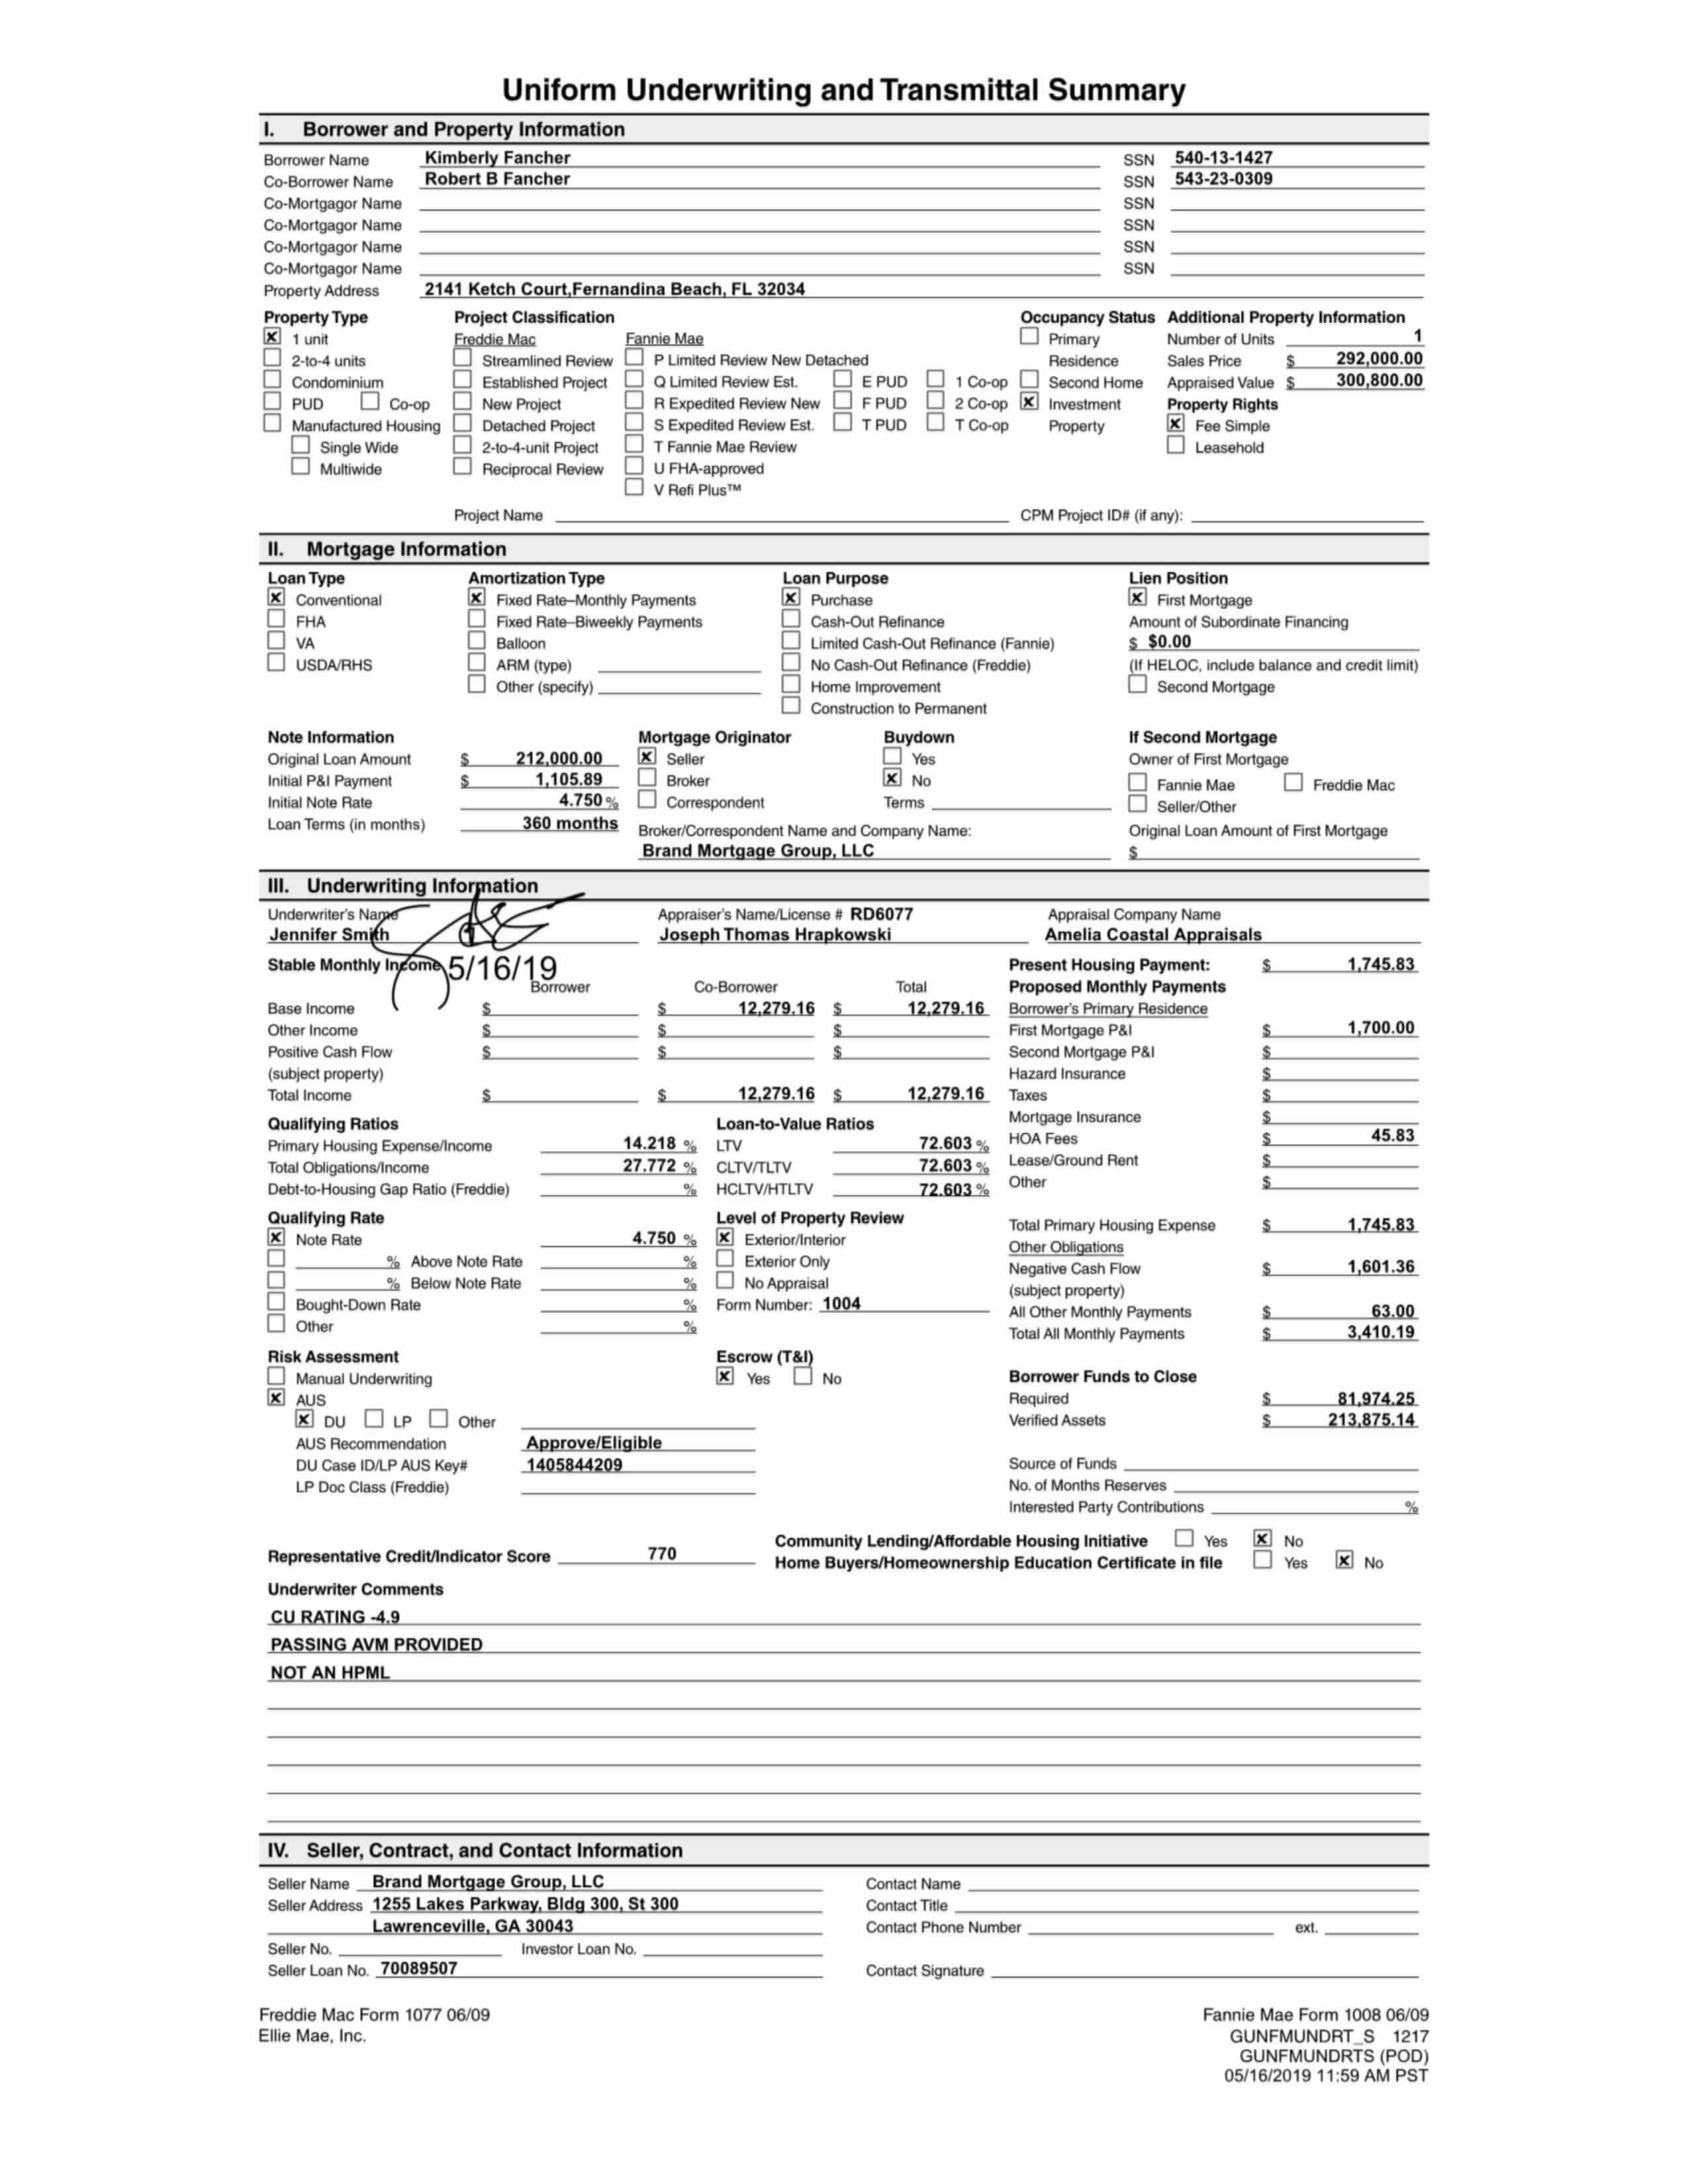 Uniform Underwriting and Transmittal Summary
I. Borrower and Property Information
Borrower Name Kimberly Fancher SSN 540-13-1427
Co-Borrower Name Robert B Fancher SSN 543-23-0309
Co-Mortgagor Name SSN
Co-Mortgagor Name SSN
Co-Mortgagor Name SSN
Co-Mortgagor Name SSN
Property Address 2141 Ketch Court,Fernandina Beach, FL 32034
Property Type Project Classification Occupancy Status Additional Property Information
1 unit Freddie Mac Fannie Mae Primary Number of Units 1
2-to-4 units Streamlined Review P Limited Review New Detached Residence Sales Price $ 292,000.00
Condominium Established Project Q Limited Review Est. E PUD 1 Co-op Second Home Appraised Value $ 300,800.00
PUD Co-op New Project R Expedited Review New F PUD 2 Co-op Investment Property Rights
Manufactured Housing Detached Project S Expedited Review Est. T PUD T Co-op Property Fee Simple
Single Wide 2-to-4-unit Project T Fannie Mae Review Leasehold
Multiwide Reciprocal Review U FHA-approved
V Refi Plus™
Project Name CPM Project ID# (if any):
II. Mortgage Information
Loan Type Amortization Type Loan Purpose Lien Position
Conventional Fixed Rate–Monthly Payments Purchase First Mortgage
FHA Fixed Rate–Biweekly Payments Cash-Out Refinance Amount of Subordinate Financing
VA Balloon Limited Cash-Out Refinance (Fannie) $ $0.00
USDA/RHS ARM (type) No Cash-Out Refinance (Freddie) (If HELOC, include balance and credit limit)
Other (specify) Home Improvement Second Mortgage
Construction to Permanent
Note Information Mortgage Originator Buydown If Second Mortgage
Original Loan Amount $ 212,000.00 Seller Yes Owner of First Mortgage
Initial P&I Payment $ 1,105.89 Broker No Fannie Mae Freddie Mac
Initial Note Rate 4.750 % Correspondent Terms Seller/Other
Loan Terms (in months) 360 months Broker/Correspondent Name and Company Name: Original Loan Amount of First Mortgage
Brand Mortgage Group, LLC $
III. Underwriting Information
Underwriter's Name Appraiser's Name/License # RD6077 Appraisal Company Name
Jennifer Smith Joseph Thomas Hrapkowski Amelia Coastal Appraisals
Stable Monthly Income 5/16/19 Present Housing Payment: $ 1,745.83
Borrower Co-Borrower Total Proposed Monthly Payments
Base Income $ $ 12,279.16 $ 12,279.16 Borrower's Primary Residence
Other Income $ $ $ First Mortgage P&I $ 1,700.00
Positive Cash Flow $ $ $ Second Mortgage P&I $
(subject property) Hazard Insurance $
Total Income $ $ 12,279.16 $ 12,279.16 Taxes $
Qualifying Ratios Loan-to-Value Ratios Mortgage Insurance $
Primary Housing Expense/Income 14.218 % LTV 72.603 % HOA Fees $ 45.83
Total Obligations/Income 27.772 % CLTV/TLTV 72.603 % Lease/Ground Rent $
Debt-to-Housing Gap Ratio (Freddie) % HCLTV/HTLTV 72.603 % Other $
Qualifying Rate Level of Property Review Total Primary Housing Expense $ 1,745.83
Note Rate 4.750 % Exterior/Interior Other Obligations
% Above Note Rate % Exterior Only Negative Cash Flow $ 1,601.36
% Below Note Rate % No Appraisal (subject property)
Bought-Down Rate % Form Number: 1004 All Other Monthly Payments $ 63.00
Other % Total All Monthly Payments $ 3,410.19
Risk Assessment Escrow (T&I)
Manual Underwriting Yes No Borrower Funds to Close
AUS Required $ 81,974.25
DU LP Other Verified Assets $ 213,875.14
AUS Recommendation Approve/Eligible
DU Case ID/LP AUS Key# 1405844209 Source of Funds
LP Doc Class (Freddie) No. of Months Reserves
Interested Party Contributions %
Community Lending/Affordable Housing Initiative Yes No
Representative Credit/Indicator Score 770 Home Buyers/Homeownership Education Certificate in file Yes No
Underwriter Comments
CU RATING -4.9
PASSING AVM PROVIDED
NOT AN HPML
IV. Seller, Contract, and Contact Information
Seller Name Brand Mortgage Group, LLC Contact Name
Seller Address 1255 Lakes Parkway, Bldg 300, St 300 Contact Title
Lawrenceville, GA 30043 Contact Phone Number ext.
Seller No. Investor Loan No.
Seller Loan No. 70089507 Contact Signature
Freddie Mac Form 1077 06/09 Fannie Mae Form 1008 06/09
Ellie Mae, Inc. GUNFMUNDRT_S 1217
GUNFMUNDRTS (POD)
05/16/2019 11:59 AM PST